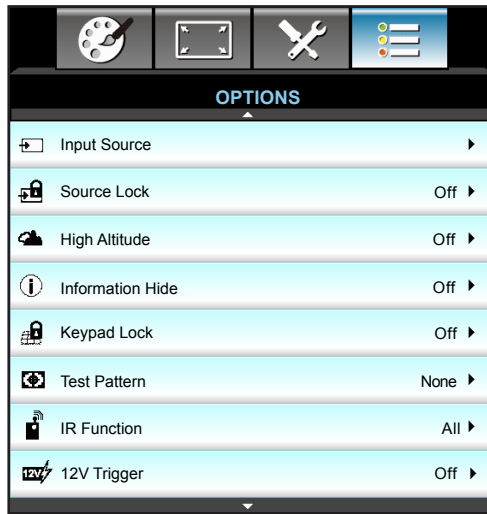 OPTIONS
Input Source
Source Lock Off
High Altitude Off
Information Hide Off
Keypad Lock Off
Test Pattern None
IR Function All
12V 12V Trigger Off